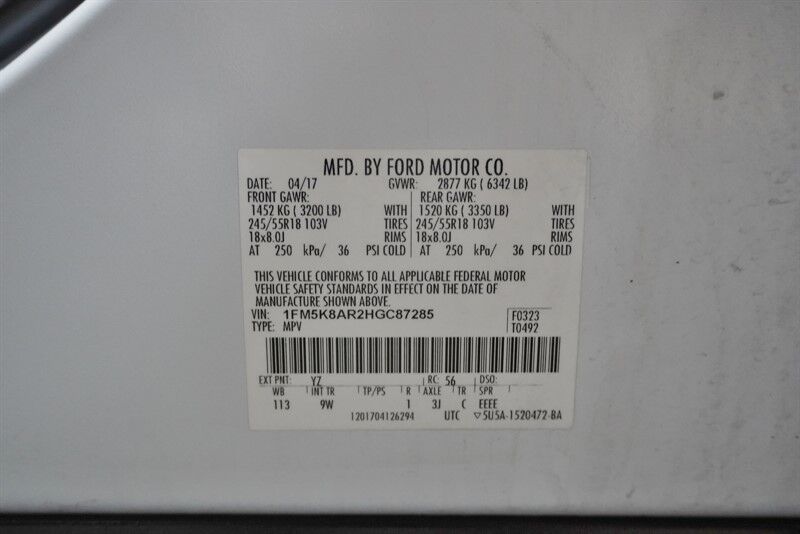 MFD. BY FORD MOTOR CO.
DATE: 04/17 GVWR: 2877 KG ( 6342 LB)
FRONT GAWR: REAR GAWR:
1452 KG ( 3200 LB) WITH 1520 KG ( 3350 LB) WITH
245/55R18 103V TIRES 245/55R18 103V TIRES
18x8.0J RIMS 18x8.0J RIMS
AT 250 kPa/ 36 PSI COLD AT 250 kPa/ 36 PSI COLD
THIS VEHICLE CONFORMS TO ALL APPLICABLE FEDERAL MOTOR
VEHICLE SAFETY STANDARDS IN EFFECT ON THE DATE OF
MANUFACTURE SHOWN ABOVE.
VIN: 1FM5K8AR2HGC87285 F0323
TYPE: MPV T0492
EXT PNT: YZ RC: 56 DSO:
WB INT TR TP/PS R AXLE TR SPR
113 9W 1 3J C EEEE
1201704126294 UTC ▽5U5A-1520472-BA